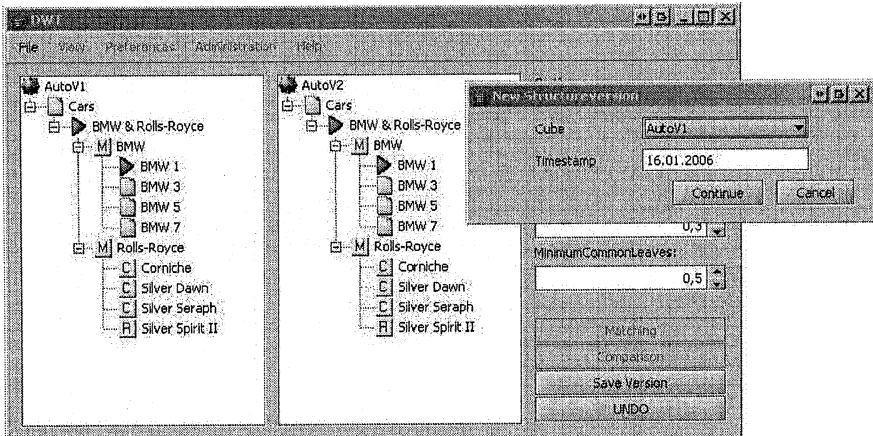 DWT
File View Preferences Administration Help
AutoV1
Cars
BMW & Rolls-Royce
M BMW
BMW 1
BMW 3
BMW 5
BMW 7
M Rolls-Royce
C Corniche
C Silver Dawn
C Silver Seraph
R Silver Spirit II
AutoV2
Cars
BMW & Rolls-Royce
M BMW
BMW 1
BMW 3
BMW 5
BMW 7
M Rolls-Royce
C Corniche
C Silver Dawn
C Silver Seraph
R Silver Spirit II
New Structureversion
Cube AutoV1
Timestamp 16.01.2006
Continue Cancel
0,3
MinimumCommonLeaves:
0,5
Matching
Comparison
Save Version
UNDO